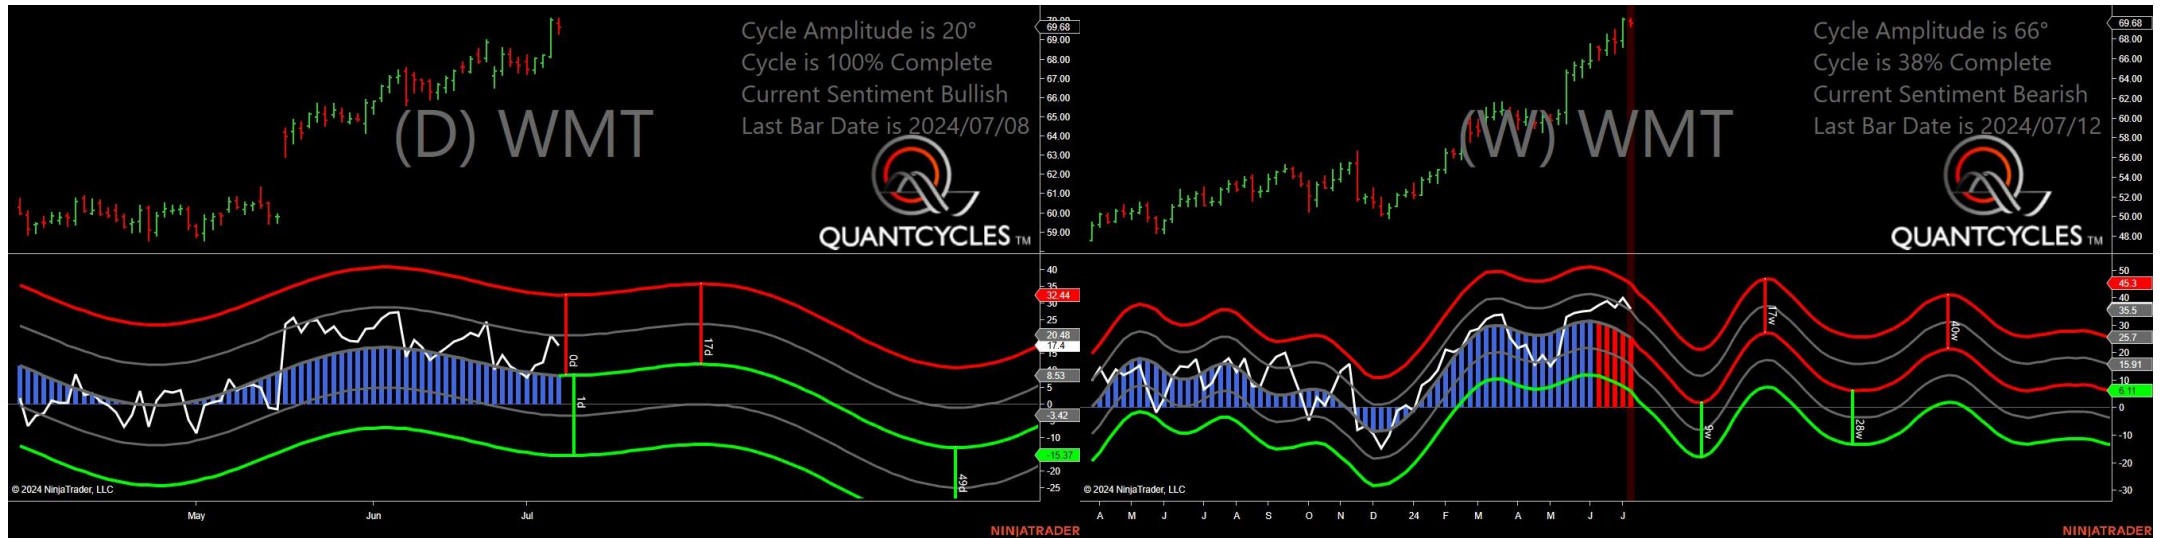 Cycle Amplitude is 20°
Cycle is 100% Complete
Current Sentiment Bullish
Last Bar Date is 2024/07/08
(D) WMT
QUANTCYCLES TM
70.00
69.68
69.00
68.00
67.00
66.00
65.00
64.00
63.00
62.00
61.00
60.00
59.00
40
35
32.44
30
25
20.48
17.4
15
10
8.53
5
0
-3.42
-10
-15.37
-20
-25
0d
1d
17d
49d
© 2024 NinjaTrader, LLC
May
Jun
Jul
NINJATRADER
Cycle Amplitude is 66°
Cycle is 38% Complete
Current Sentiment Bearish
Last Bar Date is 2024/07/12
(W) WMT
QUANTCYCLES TM
69.68
68.00
66.00
64.00
62.00
60.00
58.00
56.00
54.00
52.00
50.00
48.00
50
45.3
40
35.5
30
25.7
20
15.91
10
6.11
0
-10
-20
-30
9w
17w
28w
40w
© 2024 NinjaTrader, LLC
A M J J A S O N D 24 F M A M J J
NINJATRADER